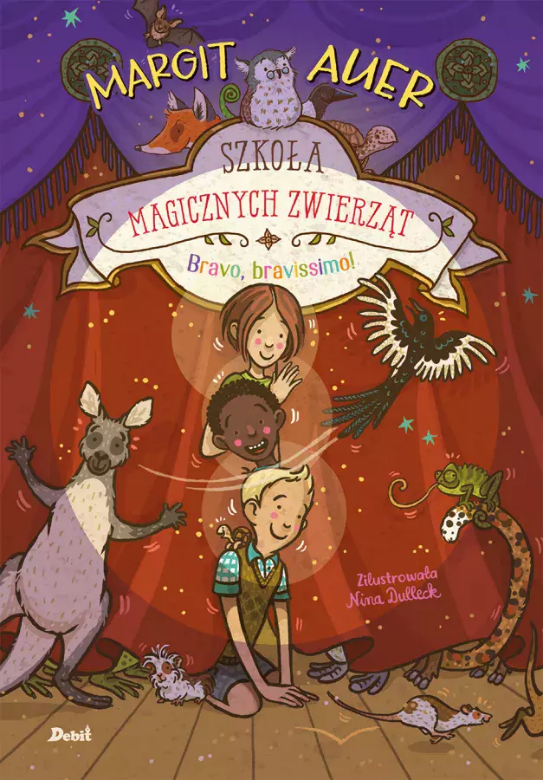 MARGIT AUER
SZKOŁA
MAGICZNYCH ZWIERZĄT
Bravo, bravissimo!
Zilustrowała
Nina Dulleck
Debit